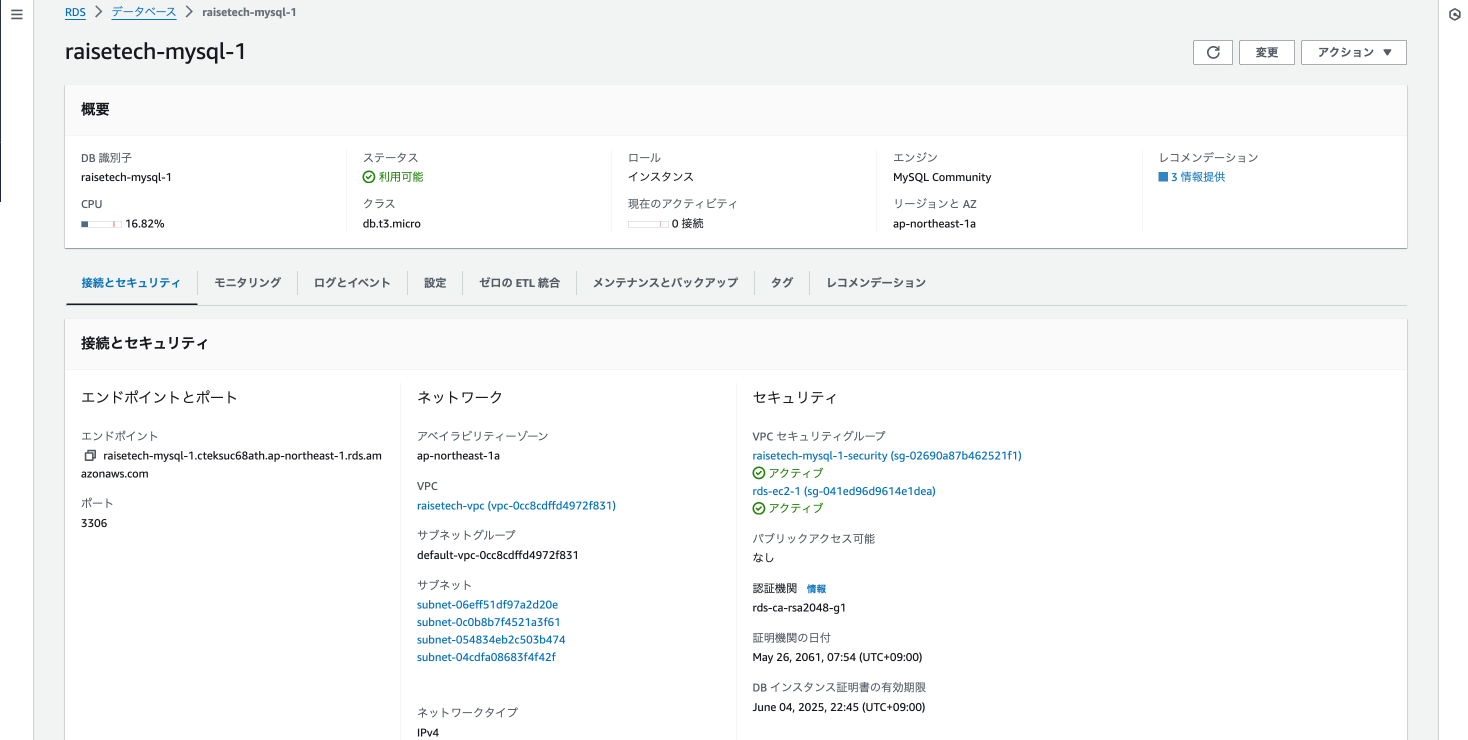 RDS > データベース > raisetech-mysql-1
raisetech-mysql-1
変更
アクション ▼
概要
DB 識別子
raisetech-mysql-1
CPU
16.82%
ステータス
利用可能
クラス
db.t3.micro
ロール
インスタンス
現在のアクティビティ
0 接続
エンジン
MySQL Community
リージョンと AZ
ap-northeast-1a
レコメンデーション
3 情報提供
接続とセキュリティ
モニタリング
ログとイベント
設定
ゼロの ETL 統合
メンテナンスとバックアップ
タグ
レコメンデーション
接続とセキュリティ
エンドポイントとポート
エンドポイント
raisetech-mysql-1.cteksuc68ath.ap-northeast-1.rds.am
azonaws.com
ポート
3306
ネットワーク
アベイラビリティーゾーン
ap-northeast-1a
VPC
raisetech-vpc (vpc-0cc8cdffd4972f831)
サブネットグループ
default-vpc-0cc8cdffd4972f831
サブネット
subnet-06eff51df97a2d20e
subnet-0c0b8b7f4521a3f61
subnet-054834eb2c503b474
subnet-04cdfa08683f4f42f
ネットワークタイプ
IPv4
セキュリティ
VPC セキュリティグループ
raisetech-mysql-1-security (sg-02690a87b462521f1)
アクティブ
rds-ec2-1 (sg-041ed96d9614e1dea)
アクティブ
パブリックアクセス可能
なし
認証機関 情報
rds-ca-rsa2048-g1
証明機関の日付
May 26, 2061, 07:54 (UTC+09:00)
DB インスタンス証明書の有効期限
June 04, 2025, 22:45 (UTC+09:00)